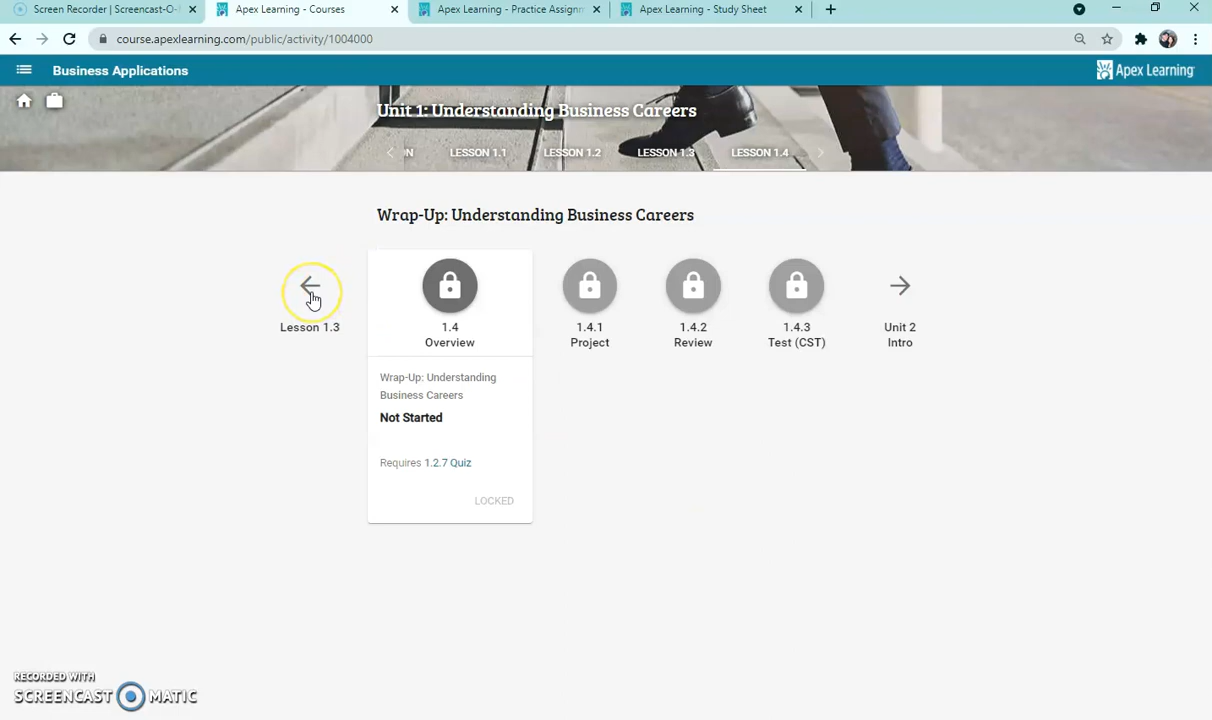 Screen Recorder | Screencast-O-
Apex Learning - Courses
Apex Learning - Practice Assignm
Apex Learning - Study Sheet
course.apexlearning.com/public/activity/1004000
Business Applications
Apex Learning
Unit 1: Understanding Business Careers
N
LESSON 1.1
LESSON 1.2
LESSON 1.3
LESSON 1.4
Wrap-Up: Understanding Business Careers
Lesson 1.3
1.4
Overview
1.4.1
Project
1.4.2
Review
1.4.3
Test (CST)
Unit 2
Intro
Wrap-Up: Understanding
Business Careers
Not Started
Requires 1.2.7 Quiz
LOCKED
RECORDED WITH
SCREENCAST MATIC